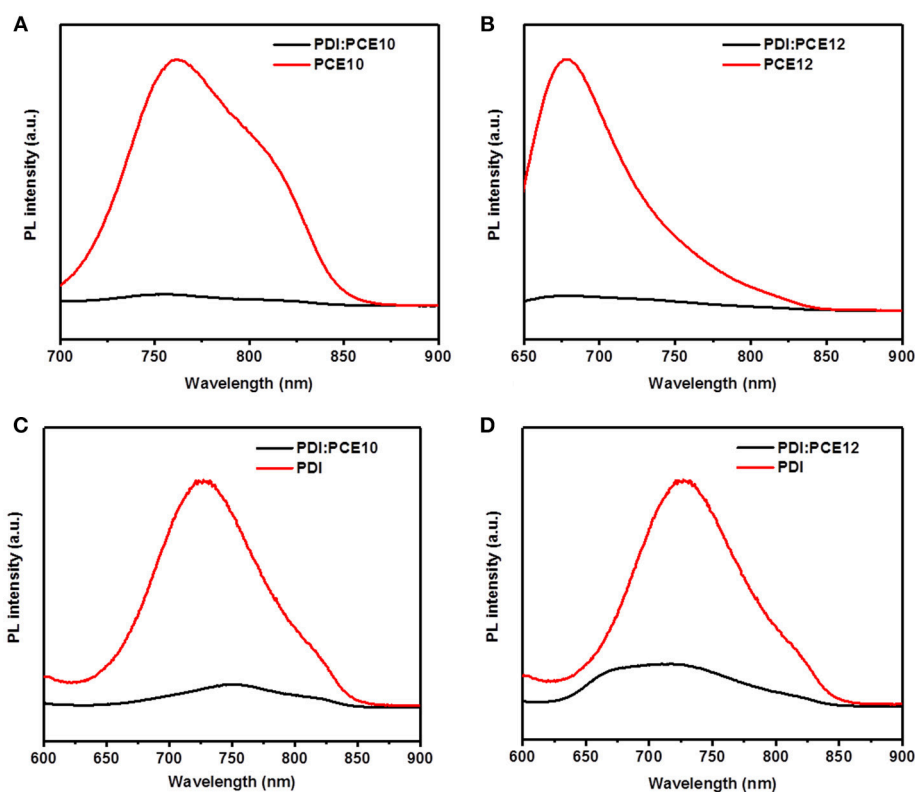 A
PDI:PCE10
PCE10
PL intensity (a.u.)
700 750 800 850 900
Wavelength (nm)
B
PDI:PCE12
PCE12
PL intensity (a.u.)
650 700 750 800 850 900
Wavelength (nm)
C
PDI:PCE10
PDI
PL intensity (a.u.)
600 650 700 750 800 850 900
Wavelength (nm)
D
PDI:PCE12
PDI
PL intensity (a.u.)
600 650 700 750 800 850 900
Wavelength (nm)